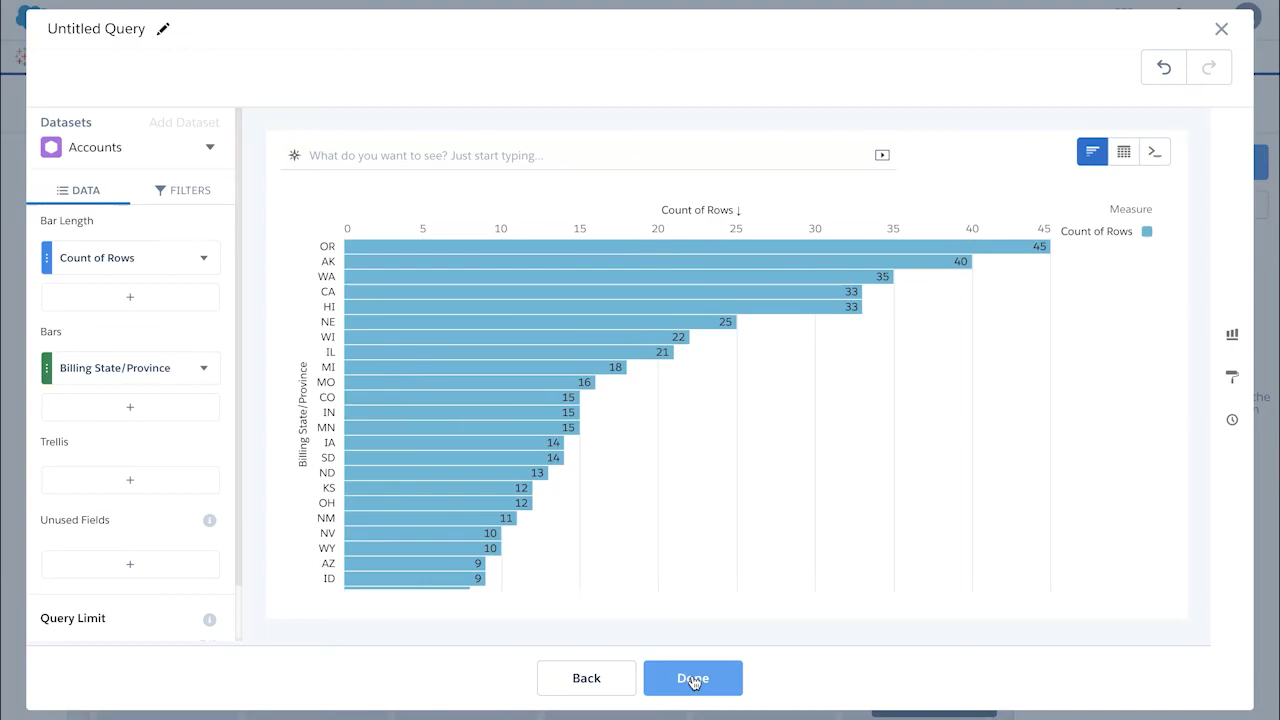 Untitled Query
Datasets
Add Dataset
Accounts
DATA
FILTERS
Bar Length
Count of Rows
+
Bars
Billing State/Province
+
Trellis
+
Unused Fields
+
Query Limit
What do you want to see? Just start typing...
Count of Rows ↓
0 5 10 15 20 25 30 35 40 45
Measure
Count of Rows
Billing State/Province
OR 45
AK 40
WA 35
CA 33
HI 33
NE 25
WI 22
IL 21
MI 18
MO 16
CO 15
IN 15
MN 15
IA 14
SD 14
ND 13
KS 12
OH 12
NM 11
NV 10
WY 10
AZ 9
ID 9
the
Back
Done